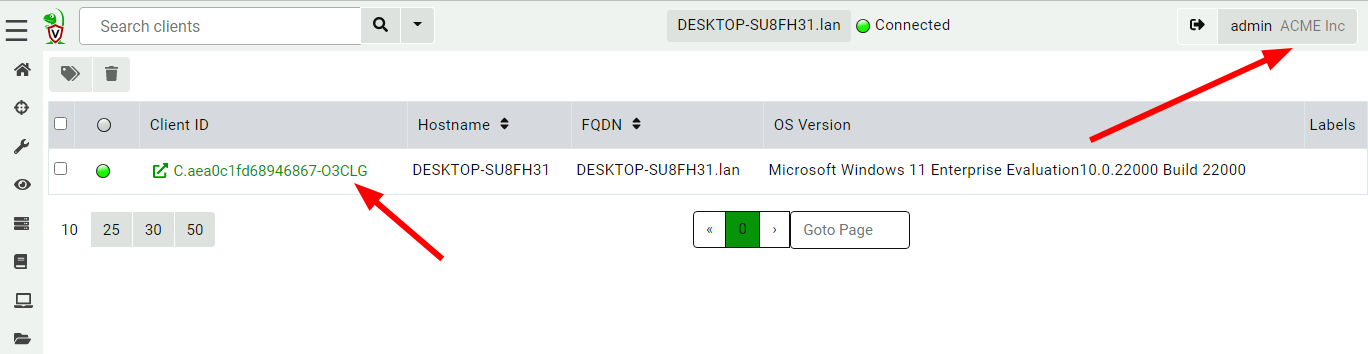 V
Search clients
DESKTOP-SU8FH31.lan Connected
admin ACME Inc
Client ID Hostname FQDN OS Version Labels
C.aea0c1fd68946867-O3CLG DESKTOP-SU8FH31 DESKTOP-SU8FH31.lan Microsoft Windows 11 Enterprise Evaluation10.0.22000 Build 22000
10 25 30 50 « 0 › Goto Page